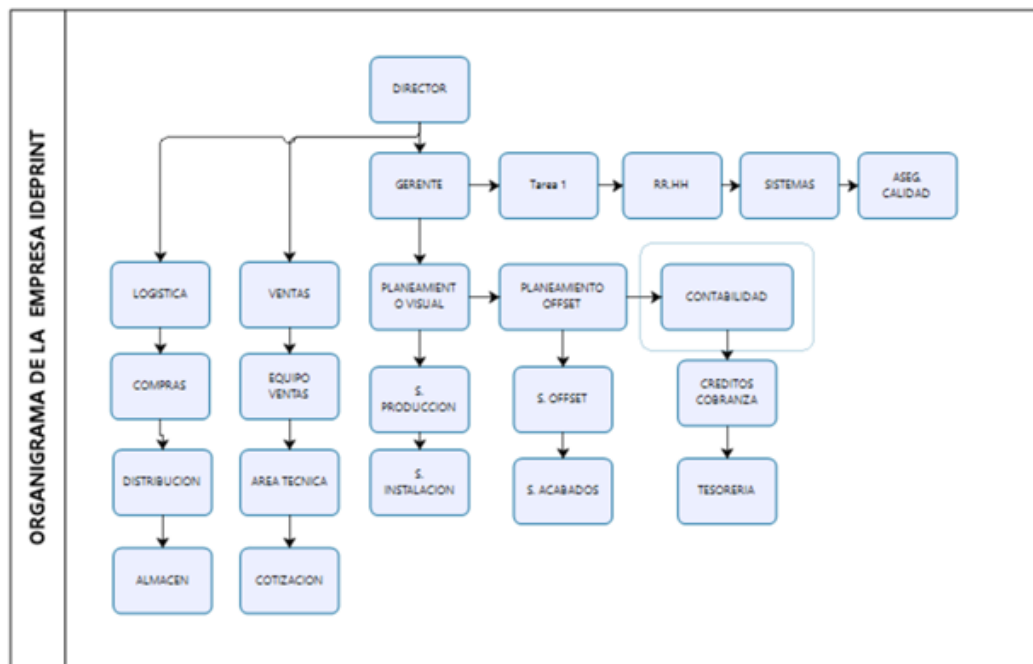 ORGANIGRAMA DE LA EMPRESA IDEPRINT
DIRECTOR
GERENTE
Tarea 1
RR.HH
SISTEMAS
ASEG.
CALIDAD
LOGISTICA
VENTAS
PLANEAMIENT
O VISUAL
PLANEAMIENTO
OFFSET
CONTABILIDAD
COMPRAS
EQUIPO
VENTAS
S.
PRODUCCION
S. OFFSET
CREDITOS
COBRANZA
DISTRIBUCION
AREA TECNICA
S.
INSTALACION
S. ACABADOS
TESORERIA
ALMACEN
COTIZACION